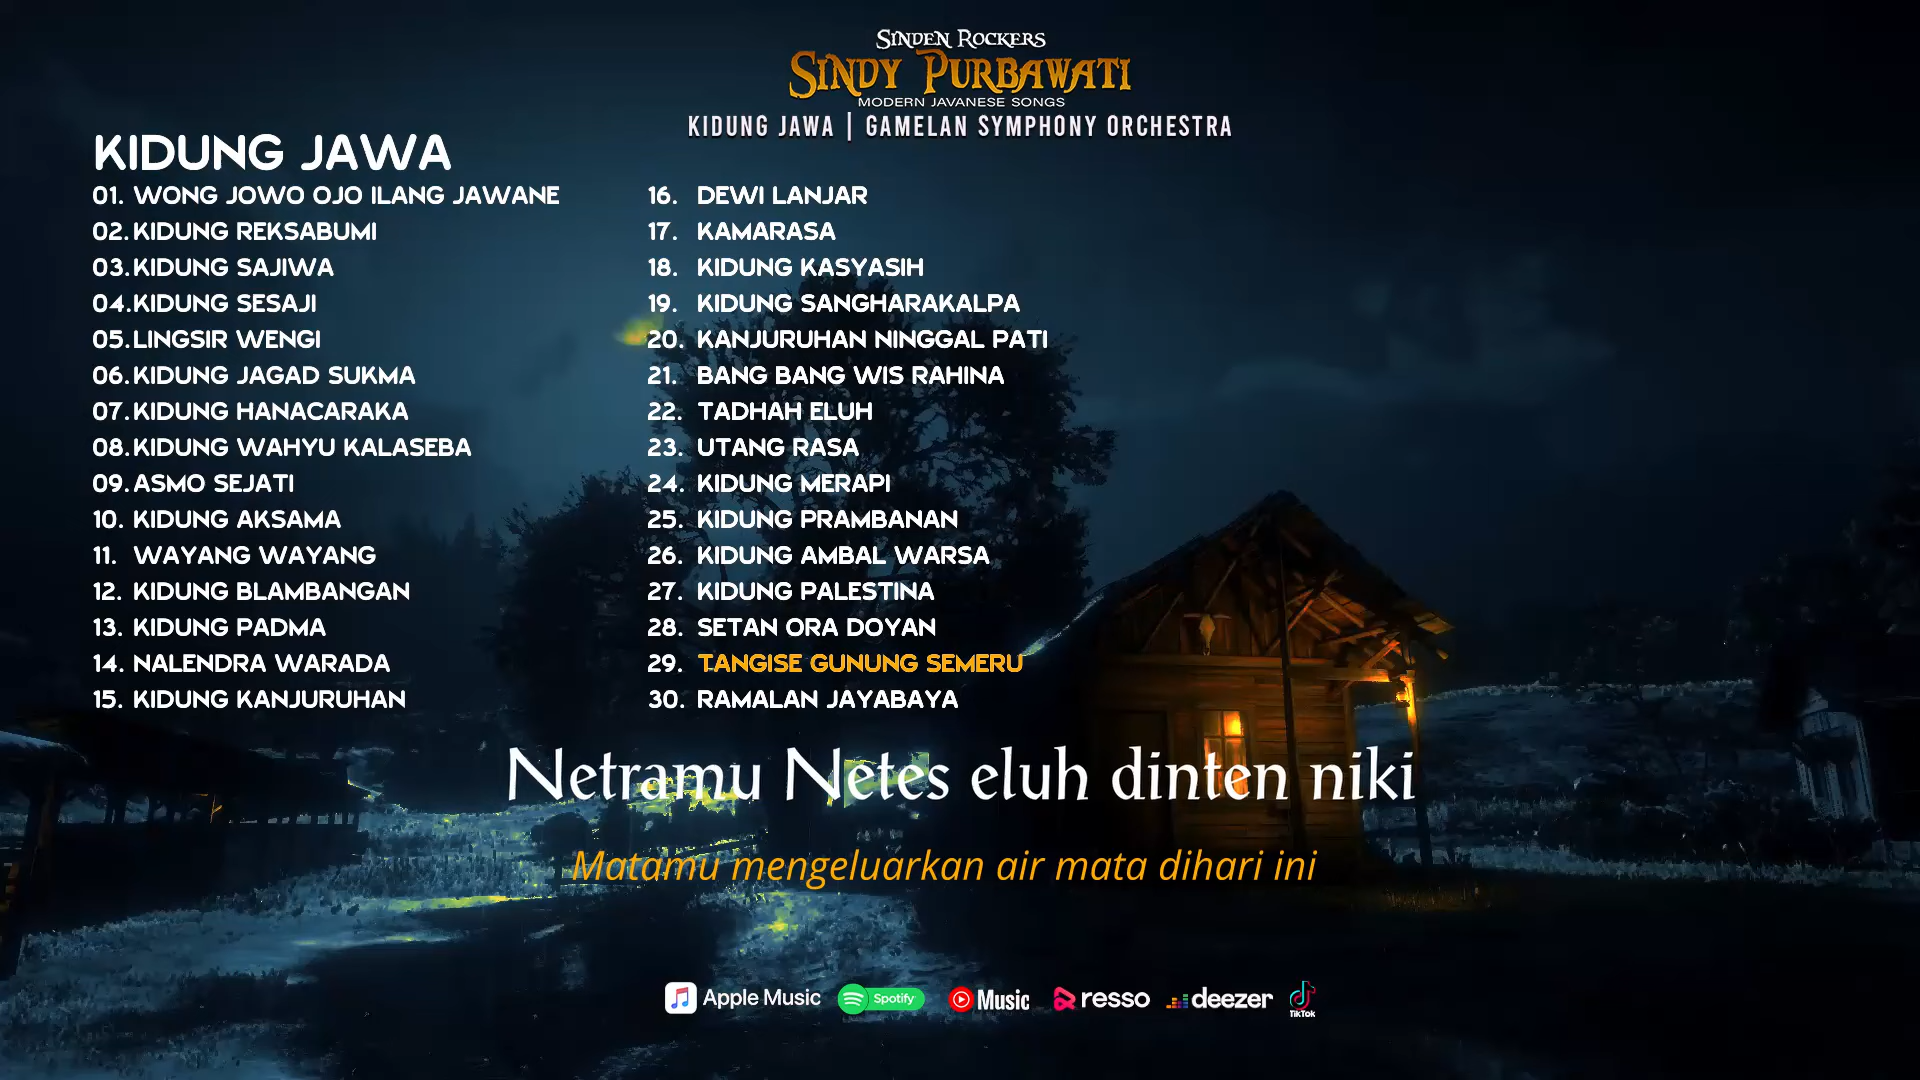 SINDEN ROCKERS
SINDY PURBAWATI
MODERN JAVANESE SONGS
KIDUNG JAWA | GAMELAN SYMPHONY ORCHESTRA
KIDUNG JAWA
01. WONG JOWO OJO ILANG JAWANE
02. KIDUNG REKSABUMI
03. KIDUNG SAJIWA
04. KIDUNG SESAJI
05. LINGSIR WENGI
06. KIDUNG JAGAD SUKMA
07. KIDUNG HANACARAKA
08. KIDUNG WAHYU KALASEBA
09. ASMO SEJATI
10. KIDUNG AKSAMA
11. WAYANG WAYANG
12. KIDUNG BLAMBANGAN
13. KIDUNG PADMA
14. NALENDRA WARADA
15. KIDUNG KANJURUHAN
16. DEWI LANJAR
17. KAMARASA
18. KIDUNG KASYASIH
19. KIDUNG SANGHARAKALPA
20. KANJURUHAN NINGGAL PATI
21. BANG BANG WIS RAHINA
22. TADHAH ELUH
23. UTANG RASA
24. KIDUNG MERAPI
25. KIDUNG PRAMBANAN
26. KIDUNG AMBAL WARSA
27. KIDUNG PALESTINA
28. SETAN ORA DOYAN
29. TANGISE GUNUNG SEMERU
30. RAMALAN JAYABAYA
Netramu Netes eluh dinten niki
Matamu mengeluarkan air mata dihari ini
Apple Music Spotify Music resso deezer TikTok